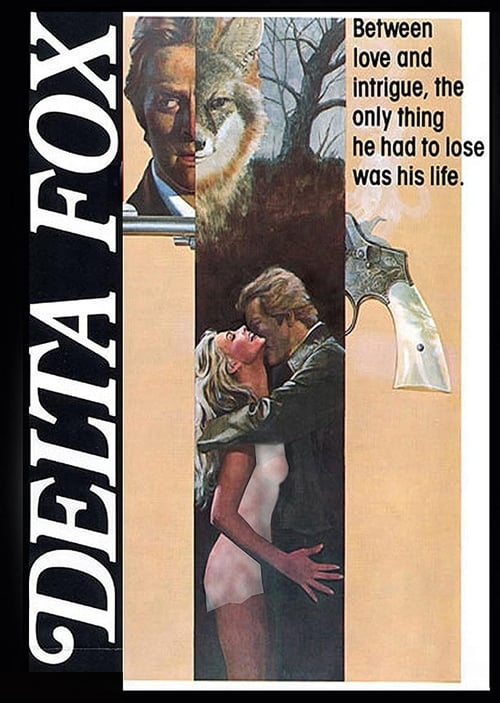 DELTA FOX
Between
love and
intrigue, the
only thing
he had to lose
was his life.